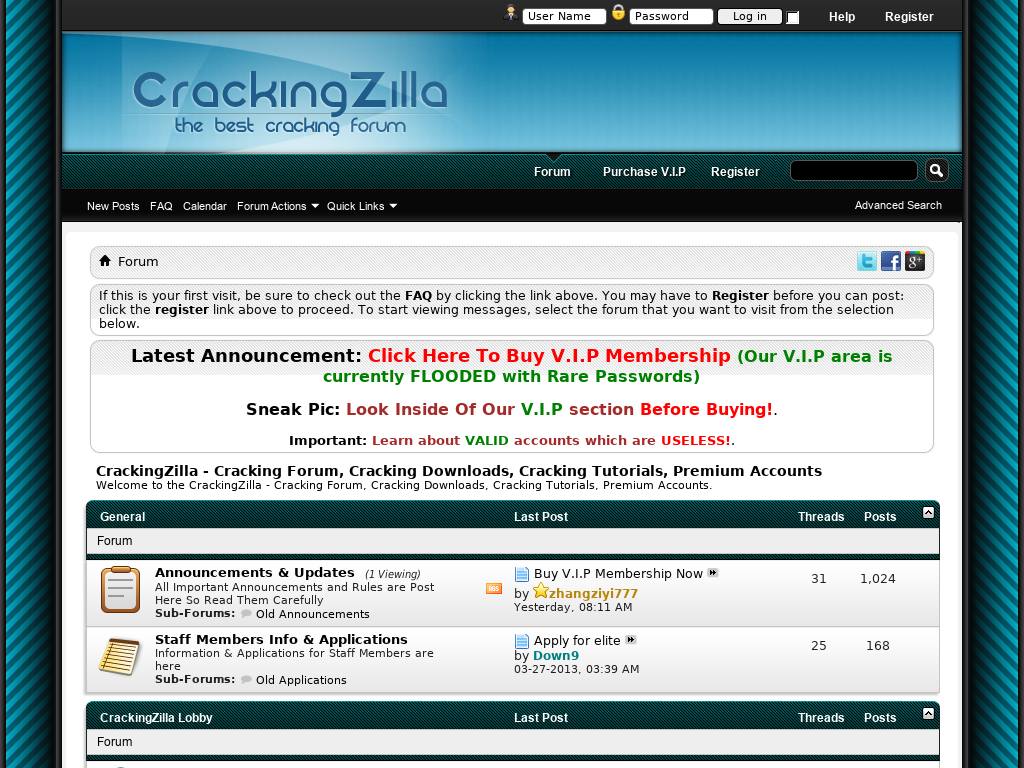 User Name Password Log in Help Register
CrackingZilla
the best cracking forum
Forum Purchase V.I.P Register
New Posts FAQ Calendar Forum Actions Quick Links Advanced Search
Forum
If this is your first visit, be sure to check out the FAQ by clicking the link above. You may have to Register before you can post:
click the register link above to proceed. To start viewing messages, select the forum that you want to visit from the selection
below.
Latest Announcement: Click Here To Buy V.I.P Membership (Our V.I.P area is
currently FLOODED with Rare Passwords)
Sneak Pic: Look Inside Of Our V.I.P section Before Buying!.
Important: Learn about VALID accounts which are USELESS!.
CrackingZilla - Cracking Forum, Cracking Downloads, Cracking Tutorials, Premium Accounts
Welcome to the CrackingZilla - Cracking Forum, Cracking Downloads, Cracking Tutorials, Premium Accounts.
General Last Post Threads Posts
Forum
Announcements & Updates (1 Viewing)
All Important Announcements and Rules are Post
Here So Read Them Carefully
Sub-Forums: Old Announcements
RSS
Buy V.I.P Membership Now
by zhangziyi777
Yesterday, 08:11 AM
31 1,024
Staff Members Info & Applications
Information & Applications for Staff Members are
here
Sub-Forums: Old Applications
Apply for elite
by Down9
03-27-2013, 03:39 AM
25 168
CrackingZilla Lobby Last Post Threads Posts
Forum